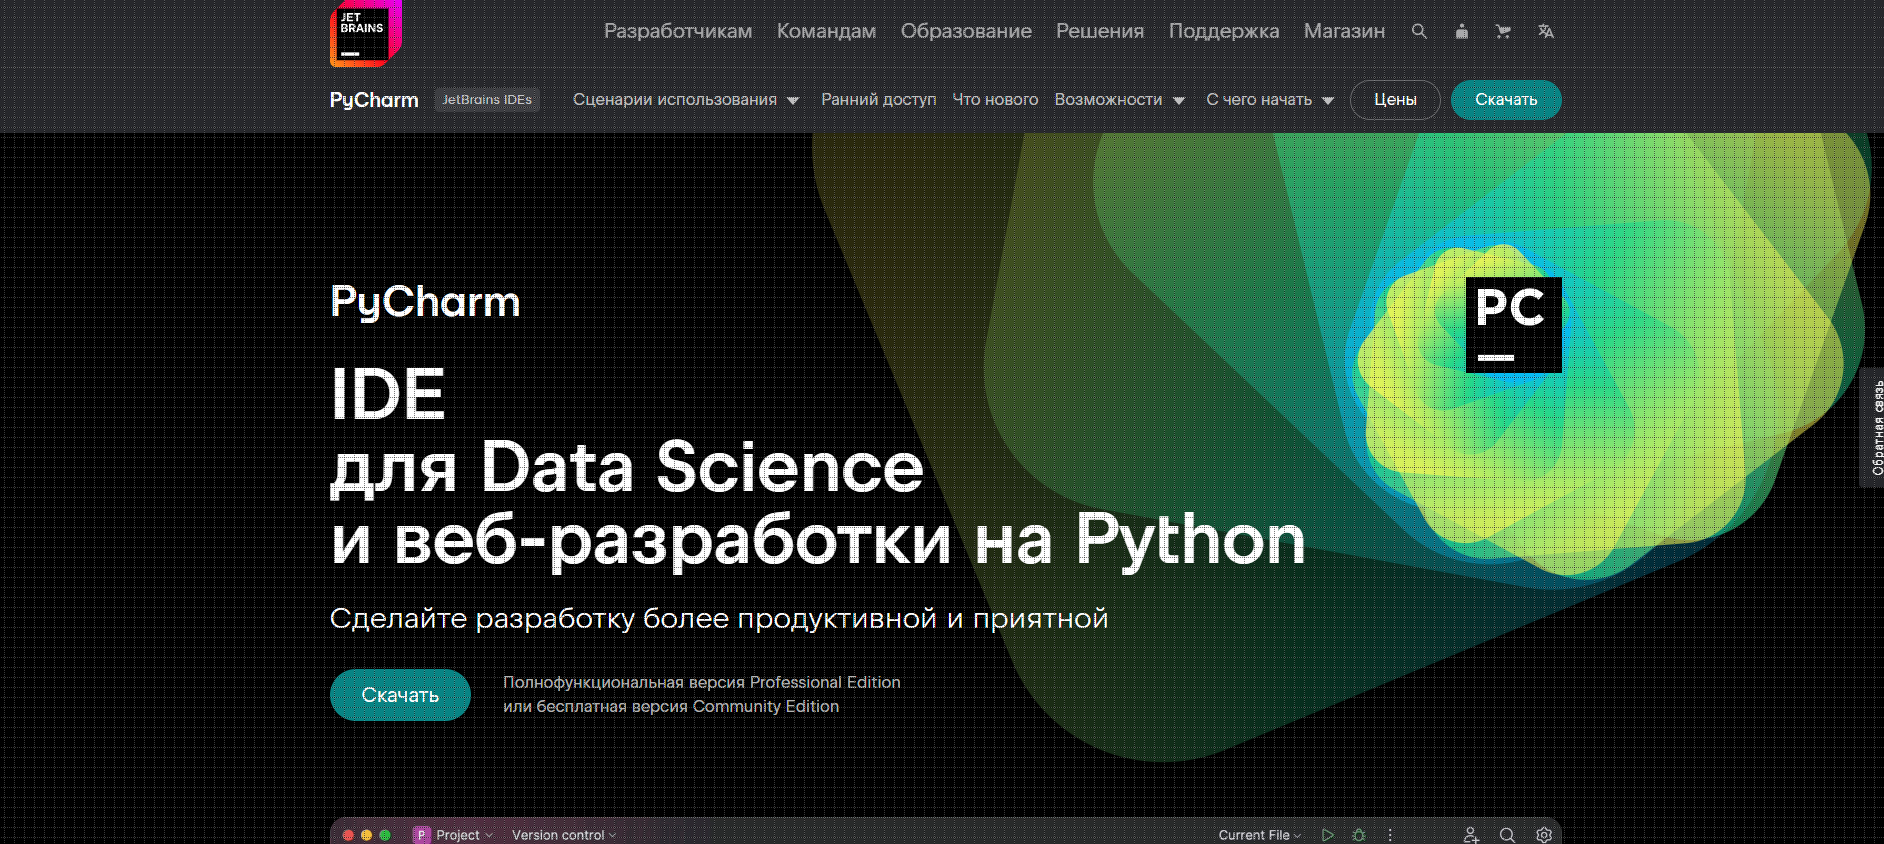 JET
BRAINS
Разработчикам Командам Образование Решения Поддержка Магазин
PyCharm JetBrains IDEs Сценарии использования Ранний доступ Что нового Возможности С чего начать Цены Скачать
PC
PyCharm
IDE
для Data Science
и веб-разработки на Python
Обратная связь
Сделайте разработку более продуктивной и приятной
Скачать
Полнофункциональная версия Professional Edition
или бесплатная версия Community Edition
P Project Version control Current File